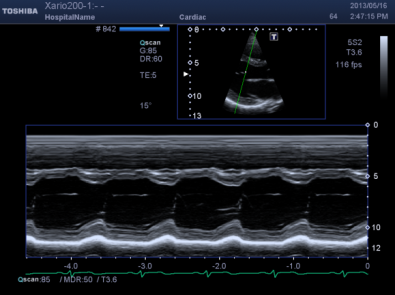 TOSHIBA Xario200-1:- - 2013/05/16
HospitalName Cardiac 64 2:47:15 PM
# 842
Qscan
G:85
DR:60
TE:5
15°
T
0
5
10
13
5S2
T3.6
116 fps
0
5
10
12
-4.0 -3.0 -2.0 -1.0 0
Qscan:85 / MDR:50 / T3.6